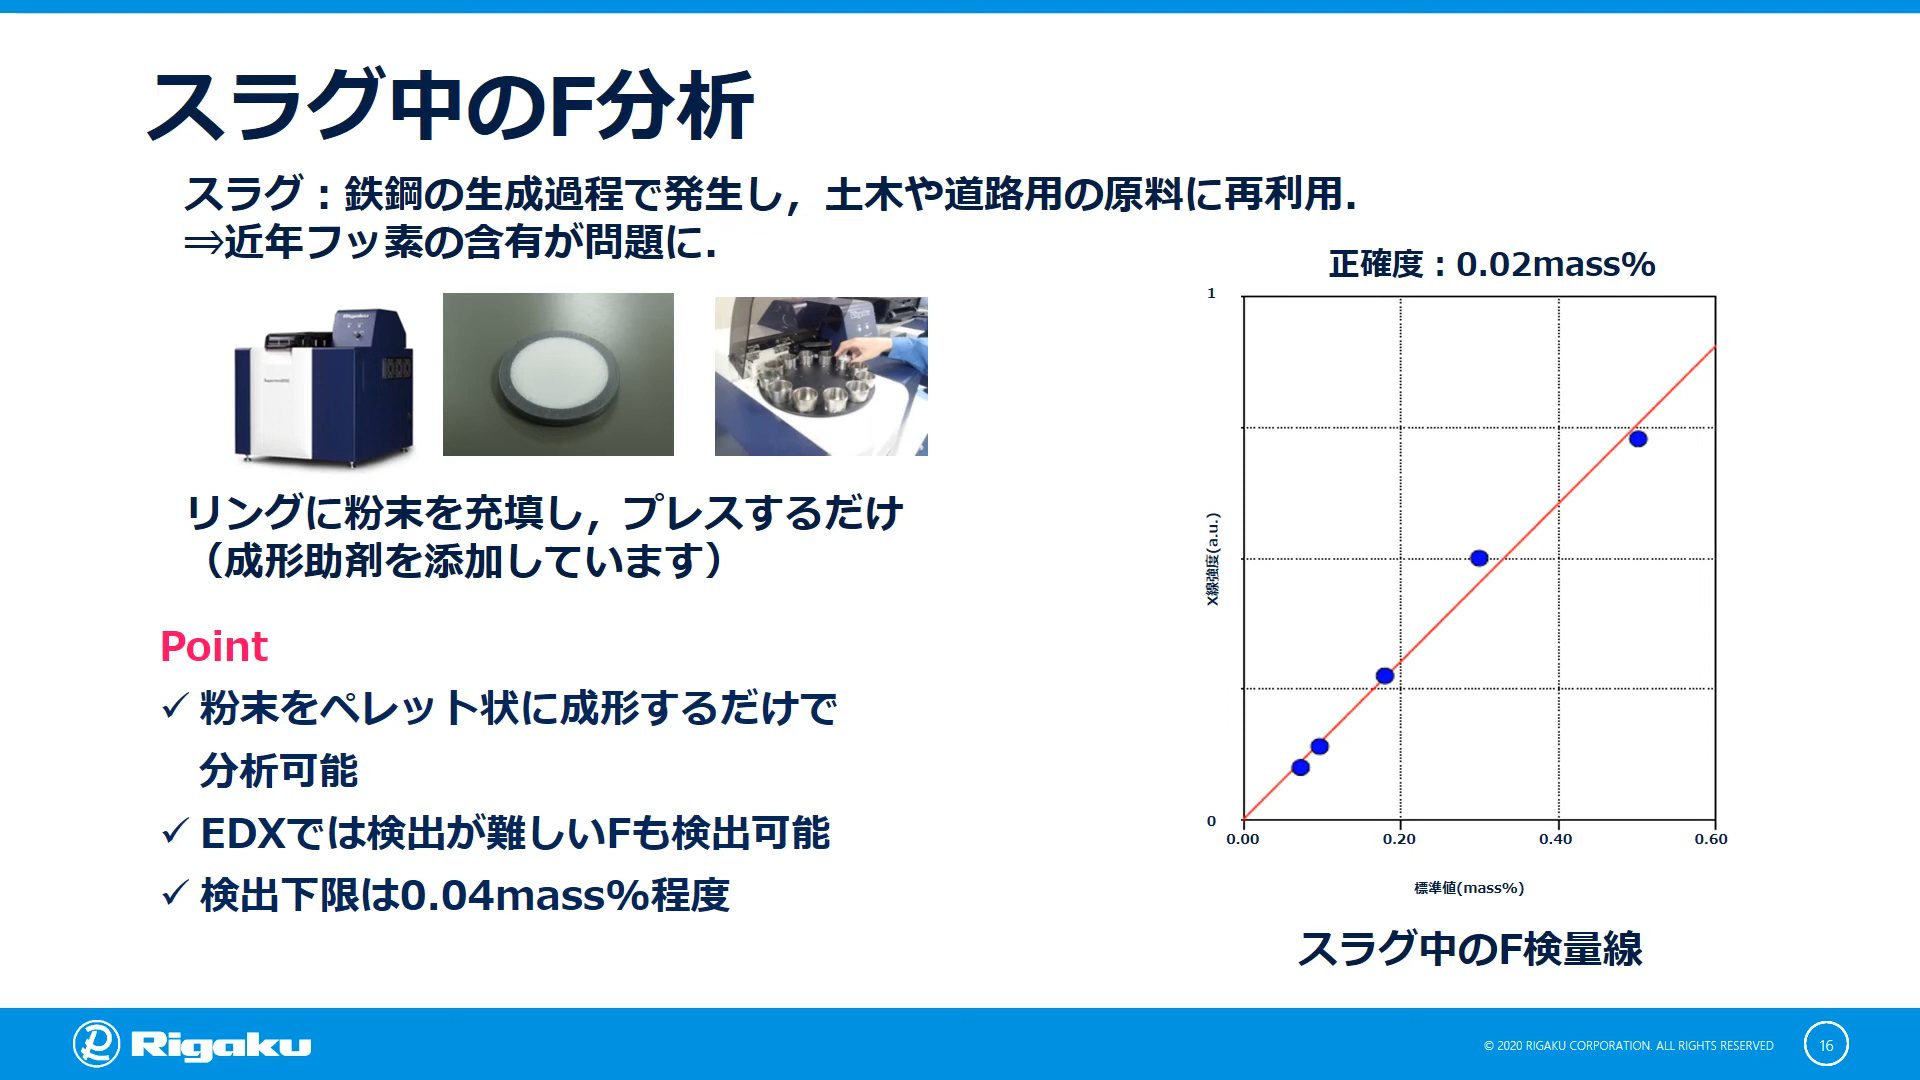 スラグ中のF分析
スラグ：鉄鋼の生成過程で発生し，土木や道路用の原料に再利用．
⇒近年フッ素の含有が問題に．
リングに粉末を充填し，プレスするだけ
（成形助剤を添加しています）
Point
✓ 粉末をペレット状に成形するだけで
分析可能
✓ EDXでは検出が難しいFも検出可能
✓ 検出下限は0.04mass%程度
正確度：0.02mass%
1
X線強度(a.u.)
0
0.00 0.20 0.40 0.60
標準値(mass%)
スラグ中のF検量線
Rigaku
Rigaku
© 2020 RIGAKU CORPORATION. ALL RIGHTS RESERVED
16